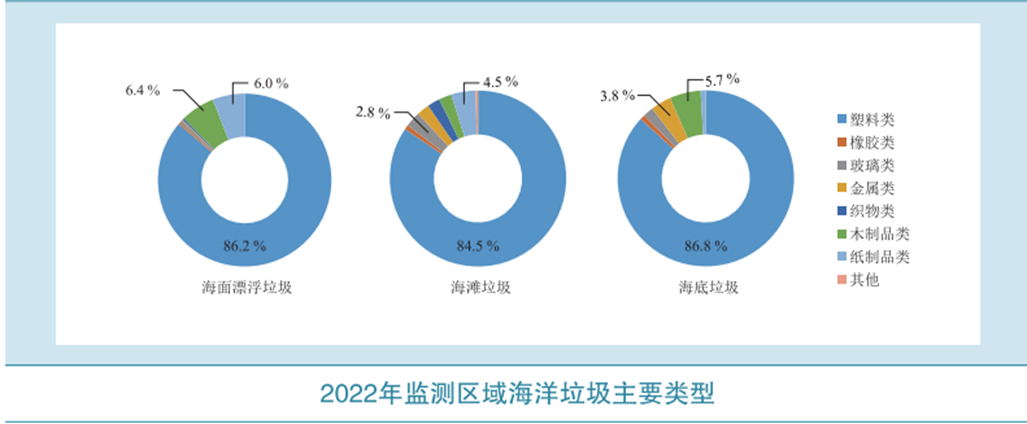 6.4 %
6.0 %
86.2 %
海面漂浮垃圾
2.8 %
4.5 %
84.5 %
海滩垃圾
3.8 %
5.7 %
86.8 %
海底垃圾
塑料类
橡胶类
玻璃类
金属类
织物类
木制品类
纸制品类
其他
2022年监测区域海洋垃圾主要类型